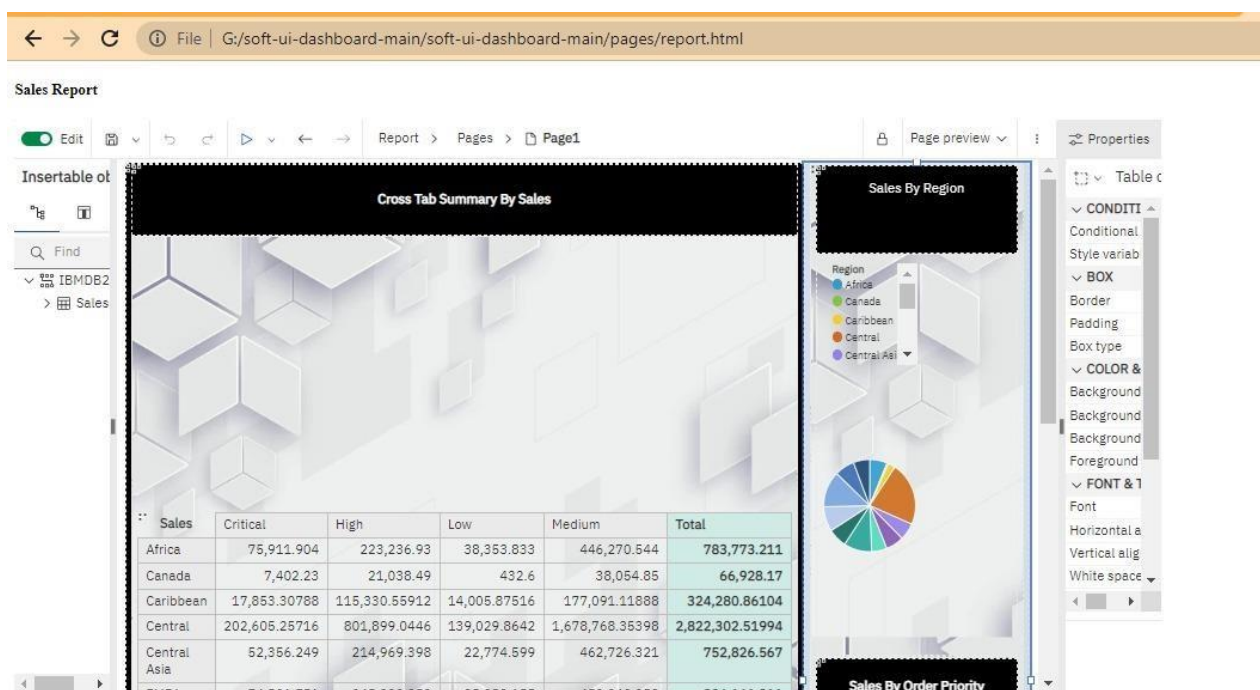 File | G:/soft-ui-dashboard-main/soft-ui-dashboard-main/pages/report.html
Sales Report
Edit
Report > Pages > Page1
Page preview
Properties
Insertable ob
Find
IBMDB2
Sales
Cross Tab Summary By Sales
Sales Critical High Low Medium Total
Africa 75,911.904 223,236.93 38,353.833 446,270.544 783,773.211
Canada 7,402.23 21,038.49 432.6 38,054.85 66,928.17
Caribbean 17,853.30788 115,330.55912 14,005.87516 177,091.11888 324,280.86104
Central 202,605.25716 801,899.0446 139,029.8642 1,678,768.35398 2,822,302.51994
Central 52,356.249 214,969.398 22,774.599 462,726.321 752,826.567
Asia
Sales By Region
Region
Africa
Canada
Caribbean
Central
Central Asi
Sales By Order Priority
Table
CONDITI
Conditional
Style variab
BOX
Border
Padding
Box type
COLOR &
Background
Background
Background
Foreground
FONT & T
Font
Horizontal a
Vertical alig
White space